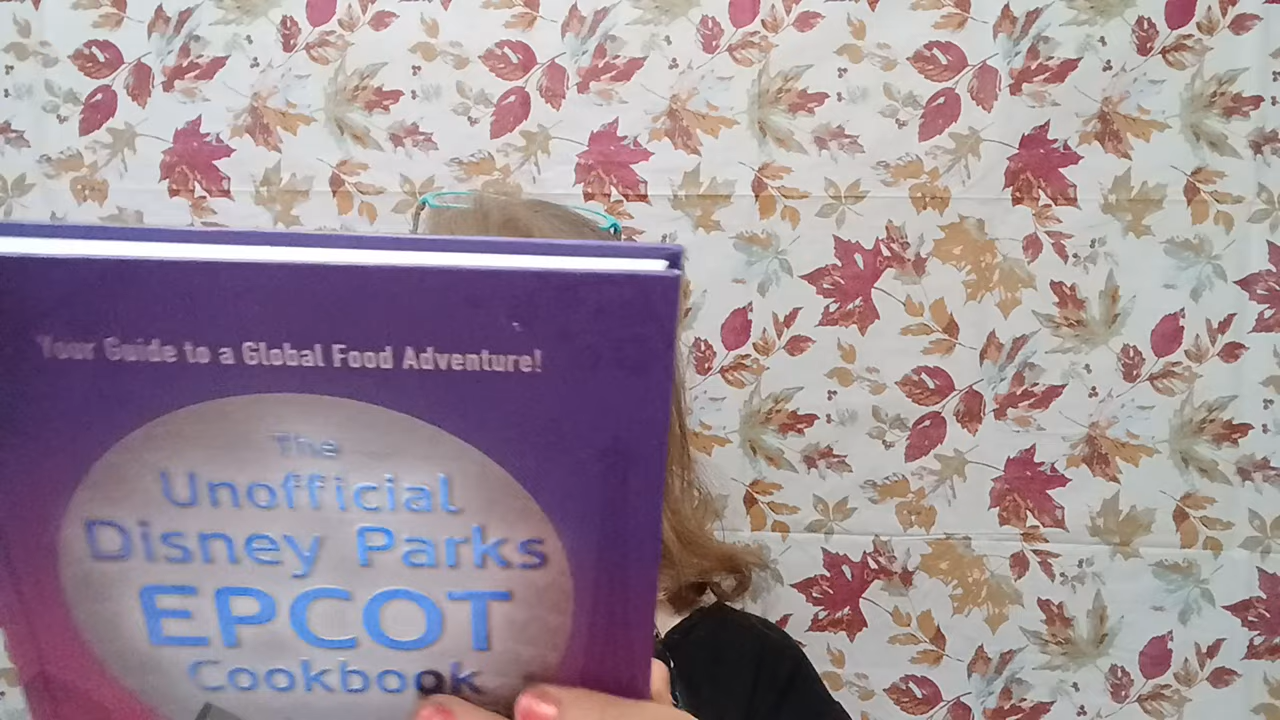 Your Guide to a Global Food Adventure!
The
Unofficial
Disney Parks
EPCOT
Cookbook